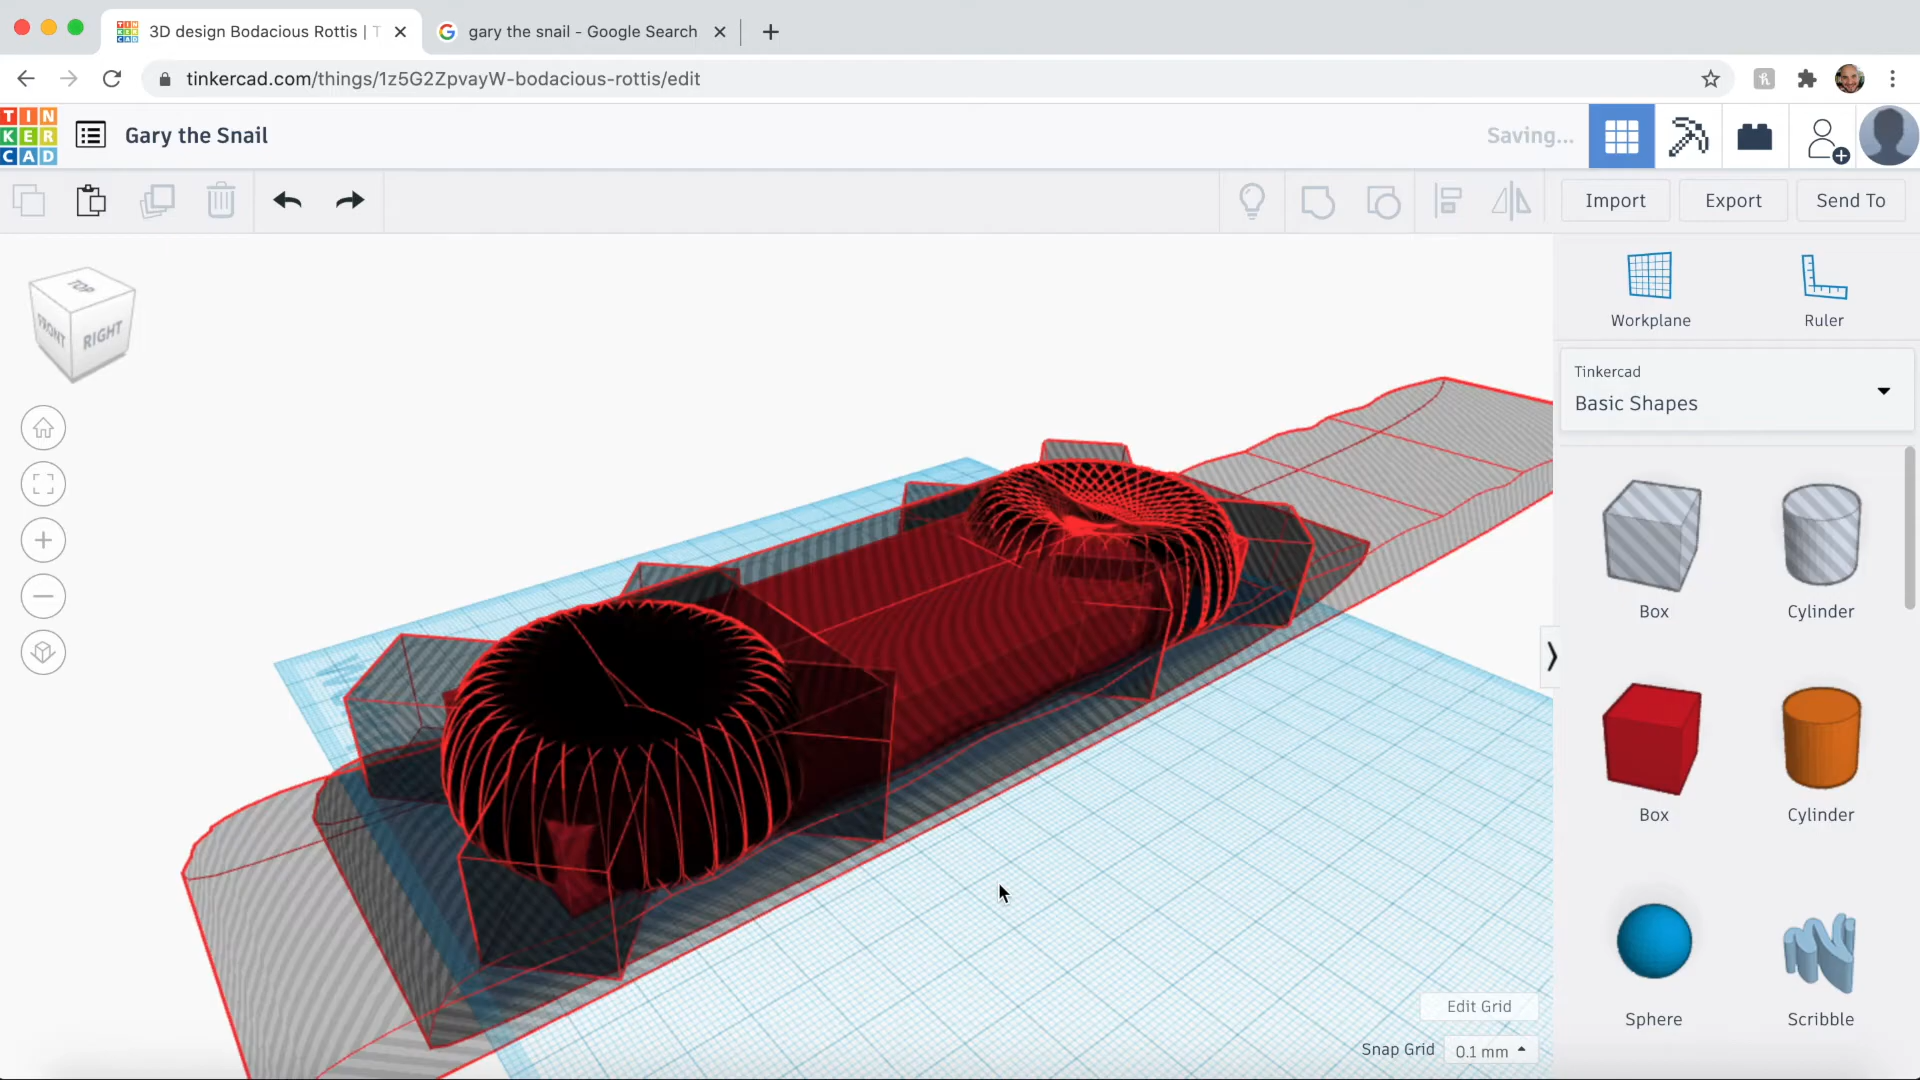 3D design Bodacious Rottis | T
gary the snail - Google Search
tinkercad.com/things/1z5G2ZpvayW-bodacious-rottis/edit
TIN
KER
CAD
Gary the Snail
Saving...
Import
Export
Send To
TOP
FRONT
RIGHT
Workplane
Ruler
Tinkercad
Basic Shapes
Box
Cylinder
Box
Cylinder
Sphere
Scribble
Edit Grid
Snap Grid
0.1 mm